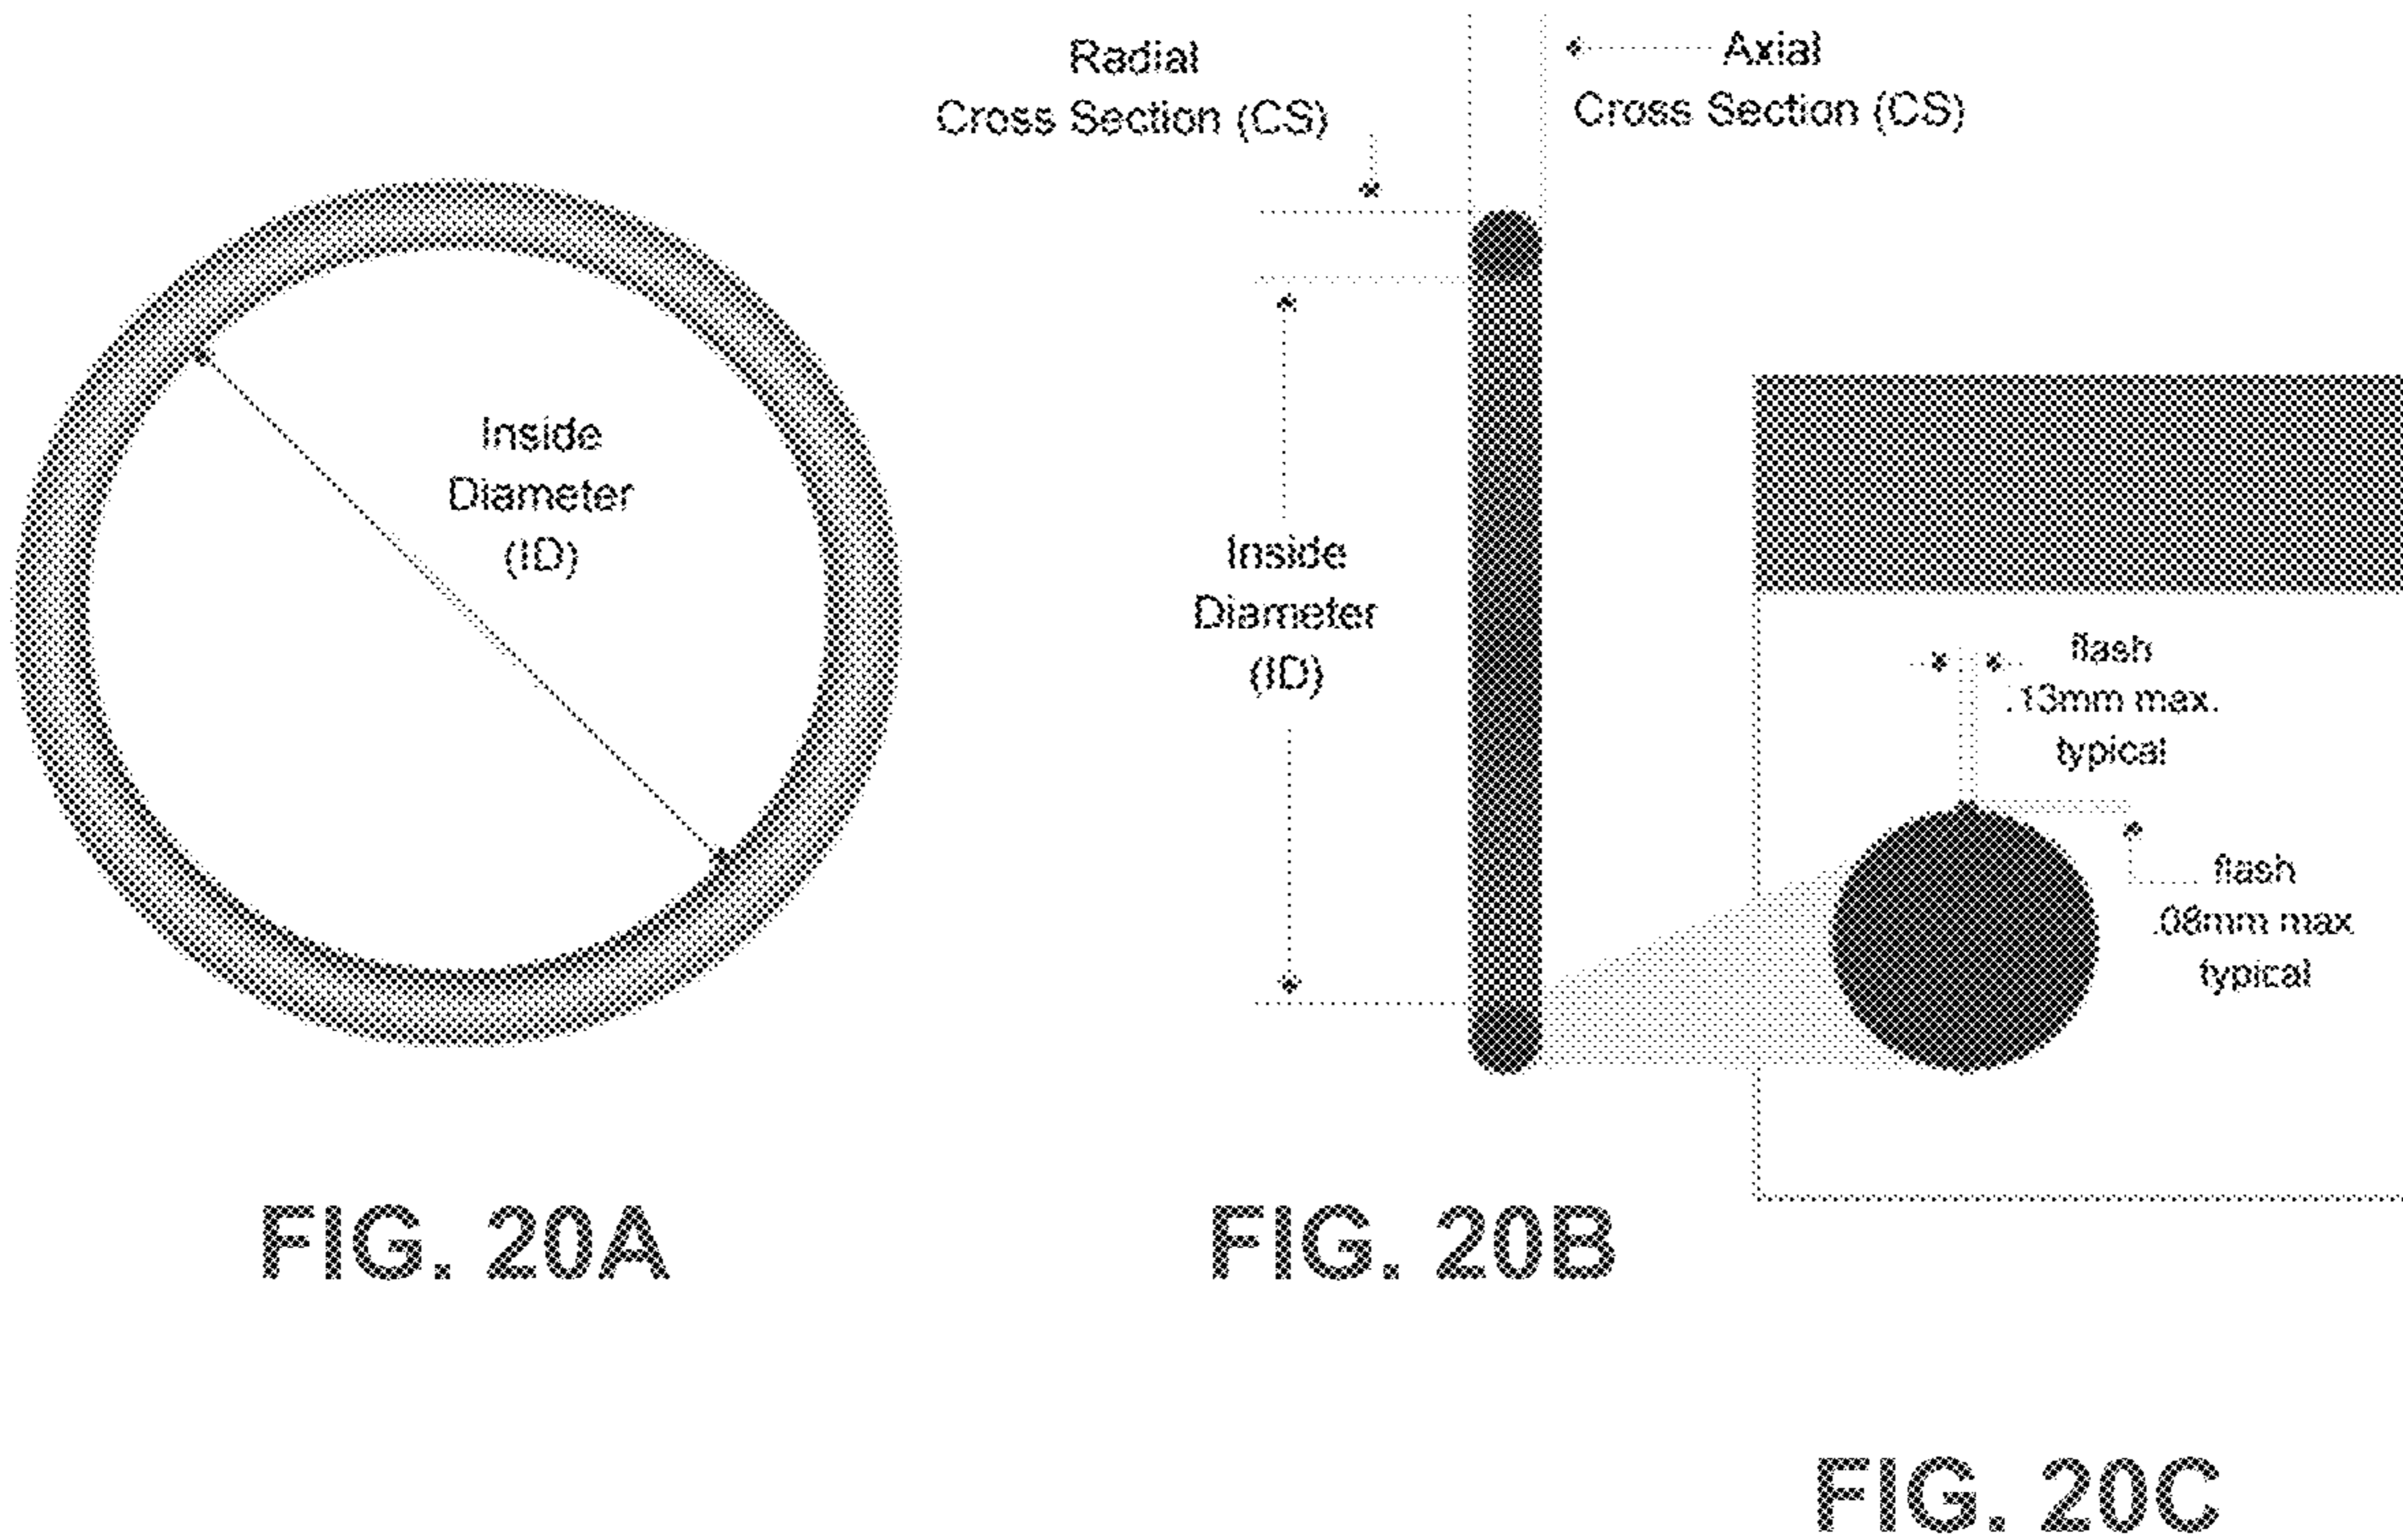 Radial
Cross Section (CS)
Axial
Cross Section (CS)
Inside
Diameter
(ID)
Inside
Diameter
(ID)
flash
.13mm max.
typical
flash
.08mm max
typical
FIG. 20A
FIG. 20B
FIG. 20C